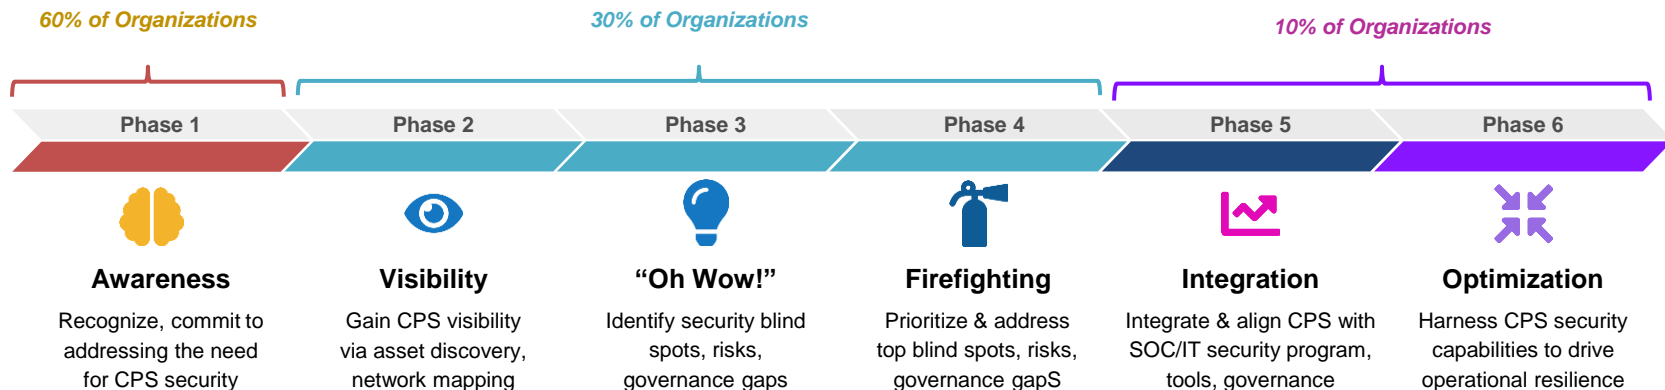 60% of Organizations
30% of Organizations
10% of Organizations
Phase 1
Phase 2
Phase 3
Phase 4
Phase 5
Phase 6
Awareness
Recognize, commit to
addressing the need
for CPS security
Visibility
Gain CPS visibility
via asset discovery,
network mapping
“Oh Wow!”
Identify security blind
spots, risks,
governance gaps
Firefighting
Prioritize & address
top blind spots, risks,
governance gapS
Integration
Integrate & align CPS with
SOC/IT security program,
tools, governance
Optimization
Harness CPS security
capabilities to drive
operational resilience